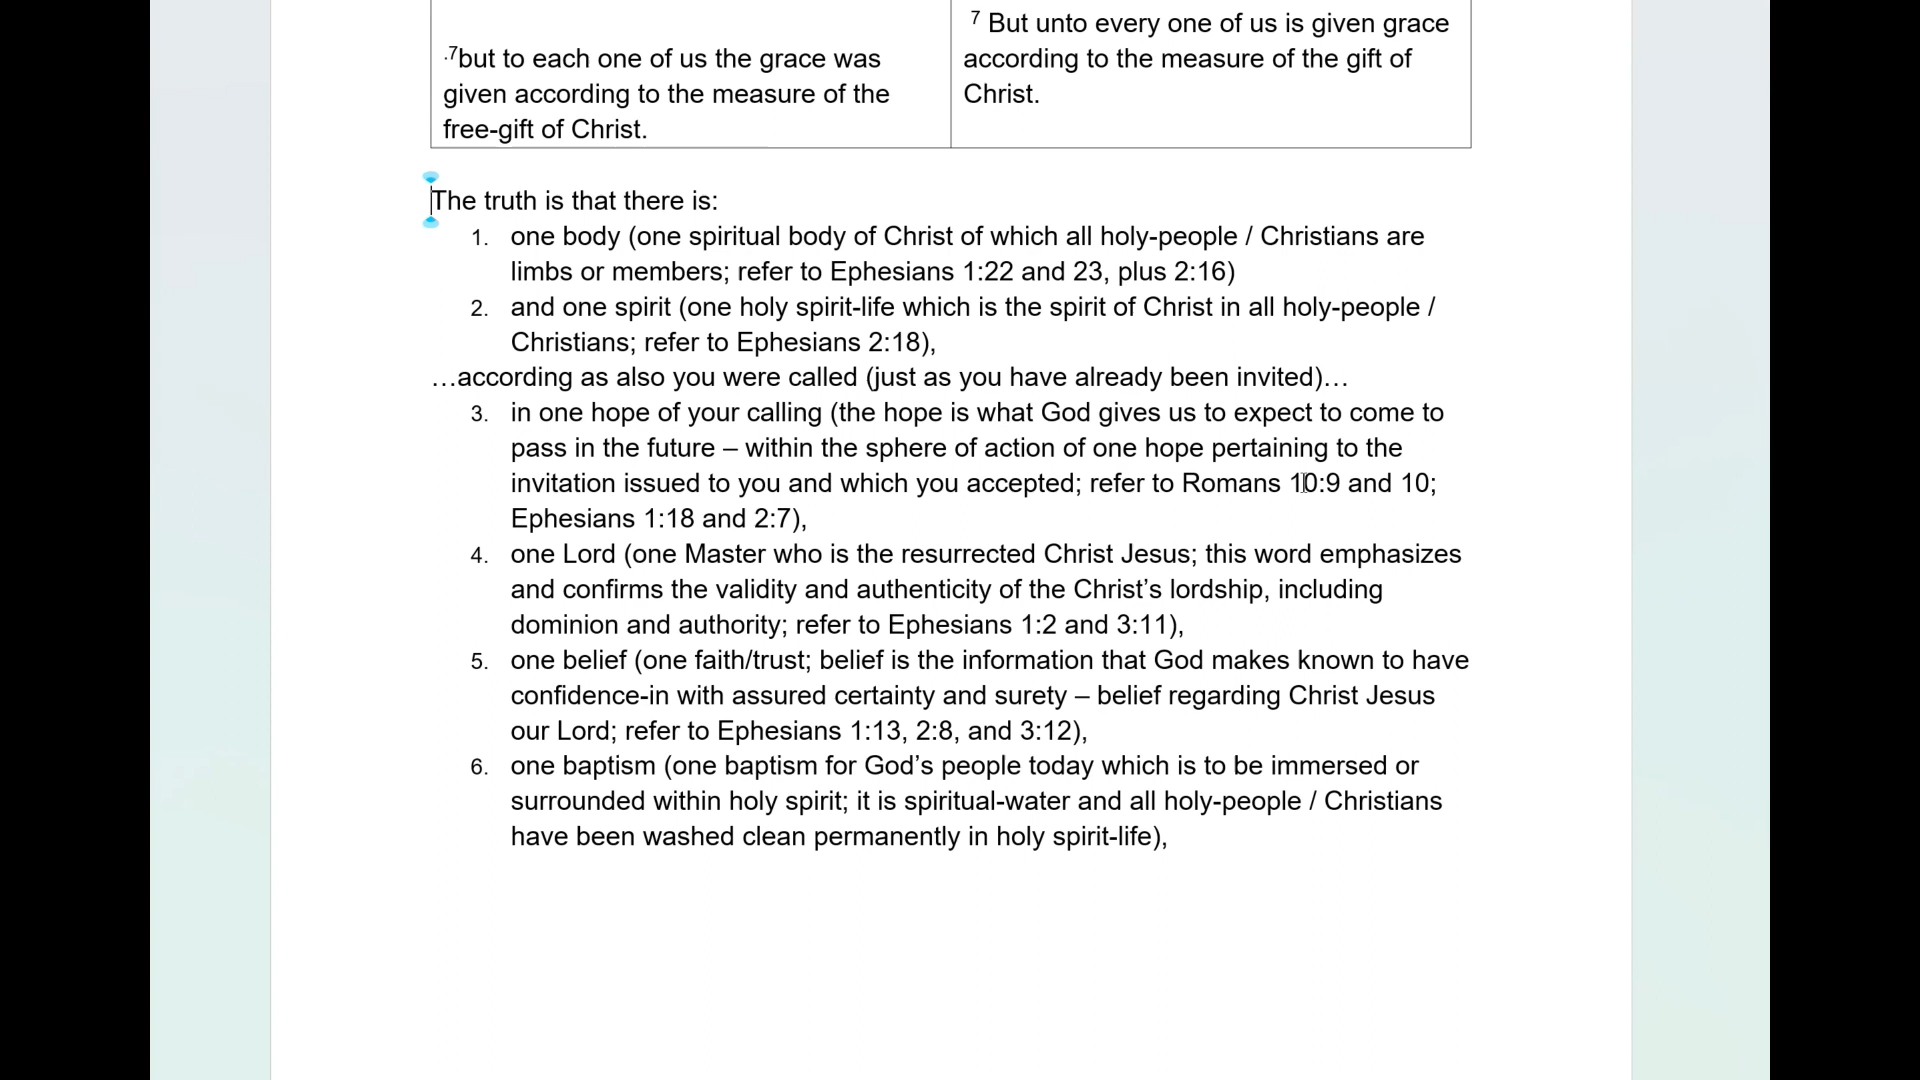 .7but to each one of us the grace was
given according to the measure of the
free-gift of Christ.
7 But unto every one of us is given grace
according to the measure of the gift of
Christ.
The truth is that there is:
1. one body (one spiritual body of Christ of which all holy-people / Christians are
limbs or members; refer to Ephesians 1:22 and 23, plus 2:16)
2. and one spirit (one holy spirit-life which is the spirit of Christ in all holy-people /
Christians; refer to Ephesians 2:18),
…according as also you were called (just as you have already been invited)…
3. in one hope of your calling (the hope is what God gives us to expect to come to
pass in the future – within the sphere of action of one hope pertaining to the
invitation issued to you and which you accepted; refer to Romans 10:9 and 10;
Ephesians 1:18 and 2:7),
4. one Lord (one Master who is the resurrected Christ Jesus; this word emphasizes
and confirms the validity and authenticity of the Christ’s lordship, including
dominion and authority; refer to Ephesians 1:2 and 3:11),
5. one belief (one faith/trust; belief is the information that God makes known to have
confidence-in with assured certainty and surety – belief regarding Christ Jesus
our Lord; refer to Ephesians 1:13, 2:8, and 3:12),
6. one baptism (one baptism for God’s people today which is to be immersed or
surrounded within holy spirit; it is spiritual-water and all holy-people / Christians
have been washed clean permanently in holy spirit-life),